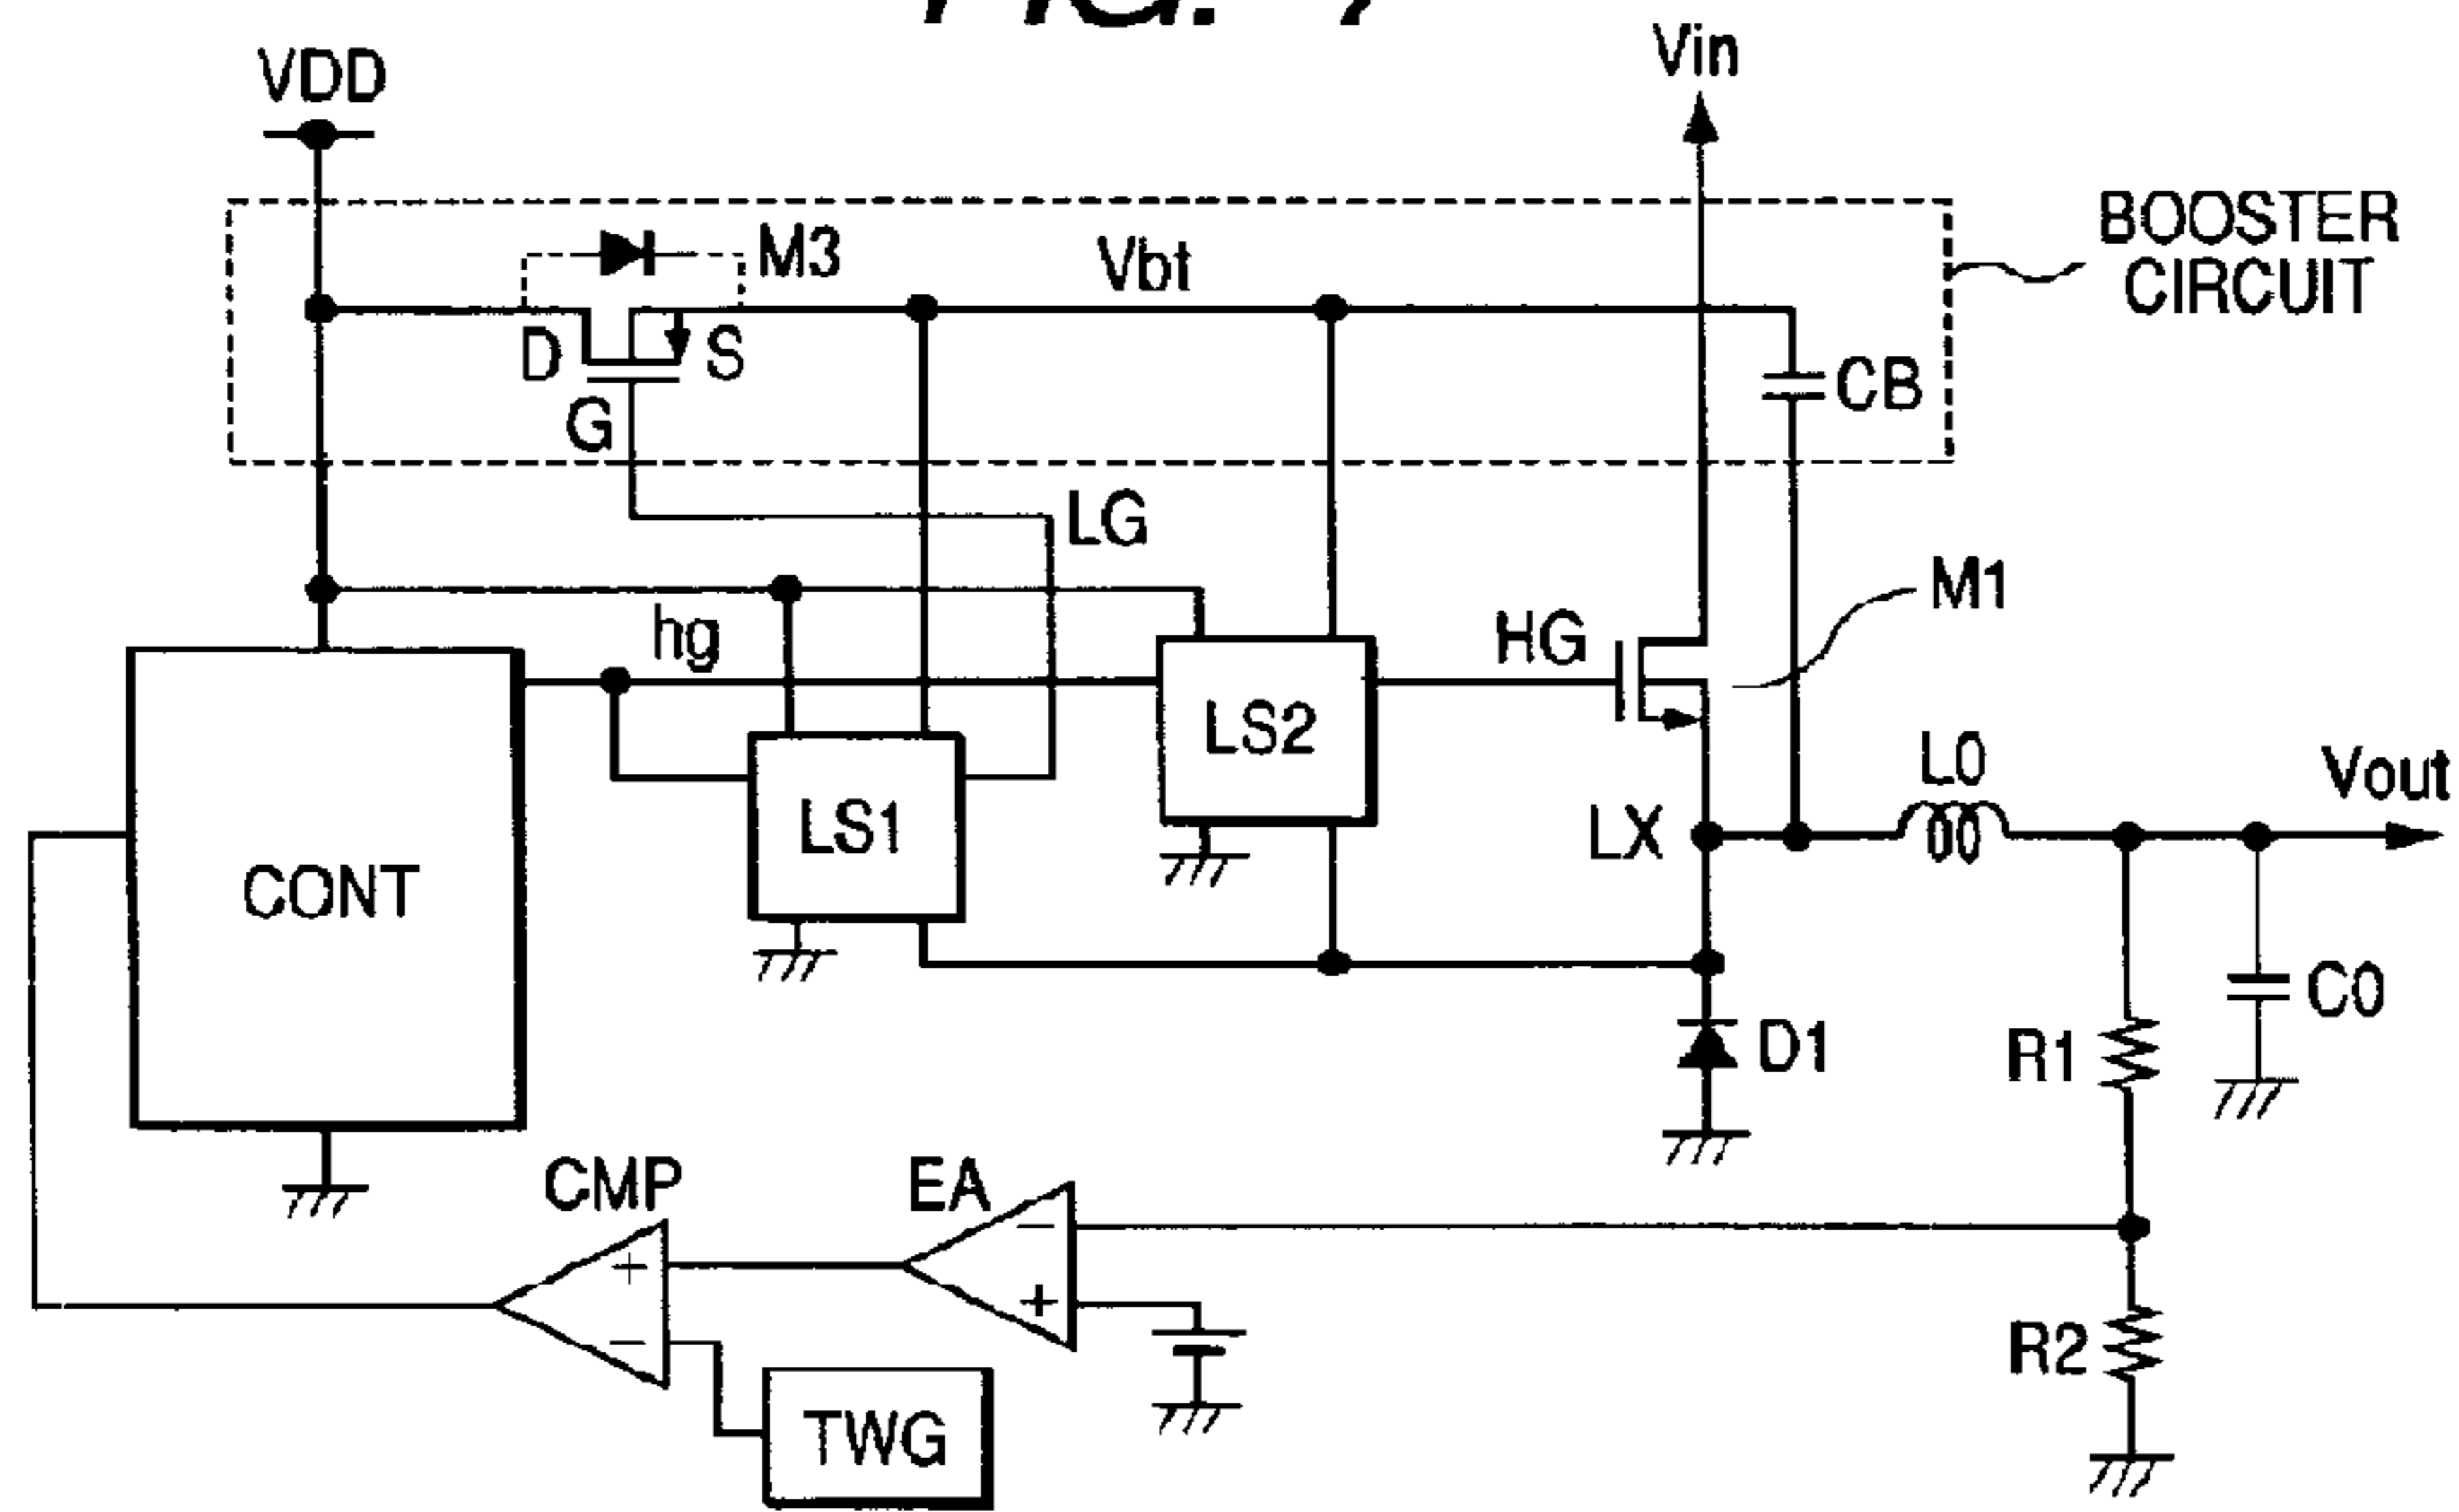 VDD
Vin
M3
Vbt
BOOSTER
CIRCUIT
D
S
G
CB
LG
hg
HG
M1
LS2
LS1
CONT
LX
L0
Vout
D1
R1
C0
CMP
EA
−
+
+
−
R2
TWG